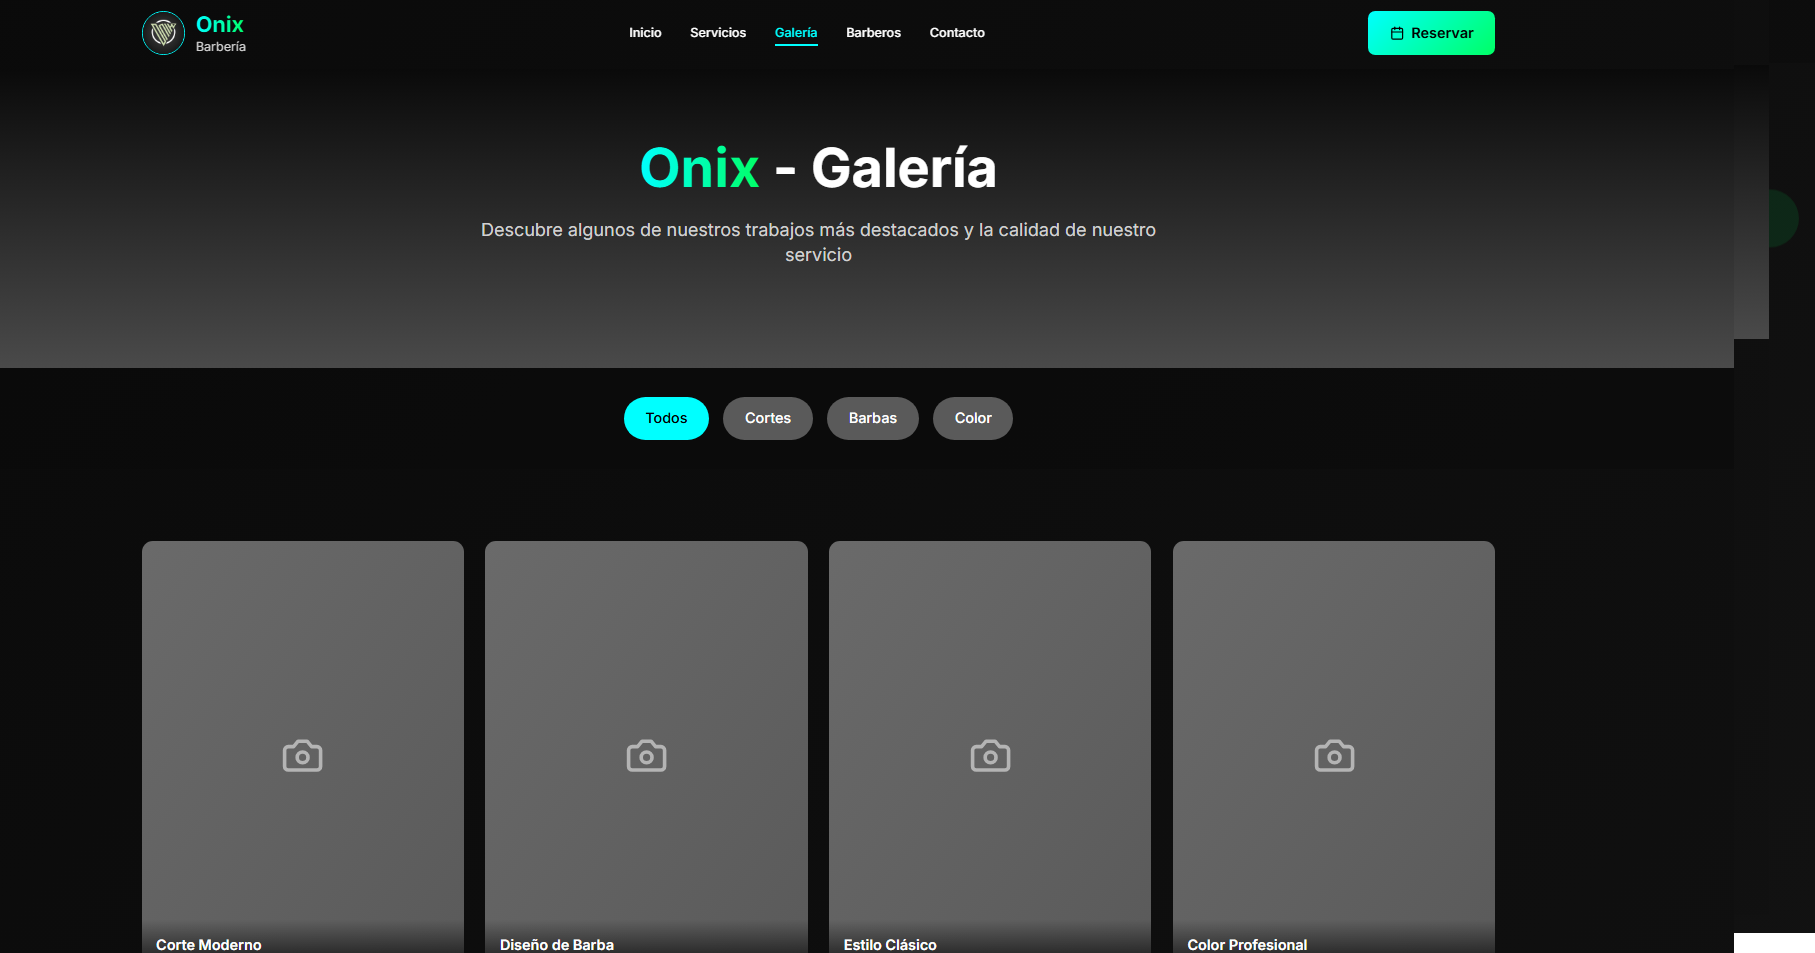 Onix
Barbería
Inicio
Servicios
Galería
Barberos
Contacto
Reservar
Onix - Galería
Descubre algunos de nuestros trabajos más destacados y la calidad de nuestro
servicio
Todos
Cortes
Barbas
Color
Corte Moderno
Diseño de Barba
Estilo Clásico
Color Profesional